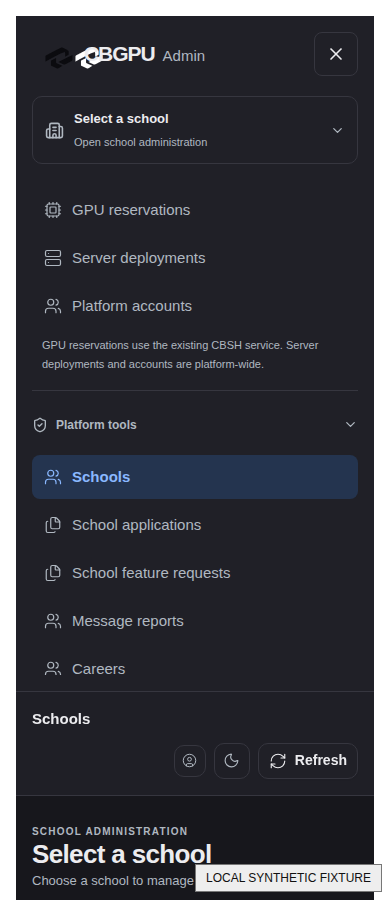 BGPU Admin
Select a school
Open school administration
GPU reservations
Server deployments
Platform accounts
GPU reservations use the existing CBSH service. Server
deployments and accounts are platform-wide.
Platform tools
Schools
School applications
School feature requests
Message reports
Careers
Schools
Refresh
SCHOOL ADMINISTRATION
Select a school
Choose a school to manage
LOCAL SYNTHETIC FIXTURE